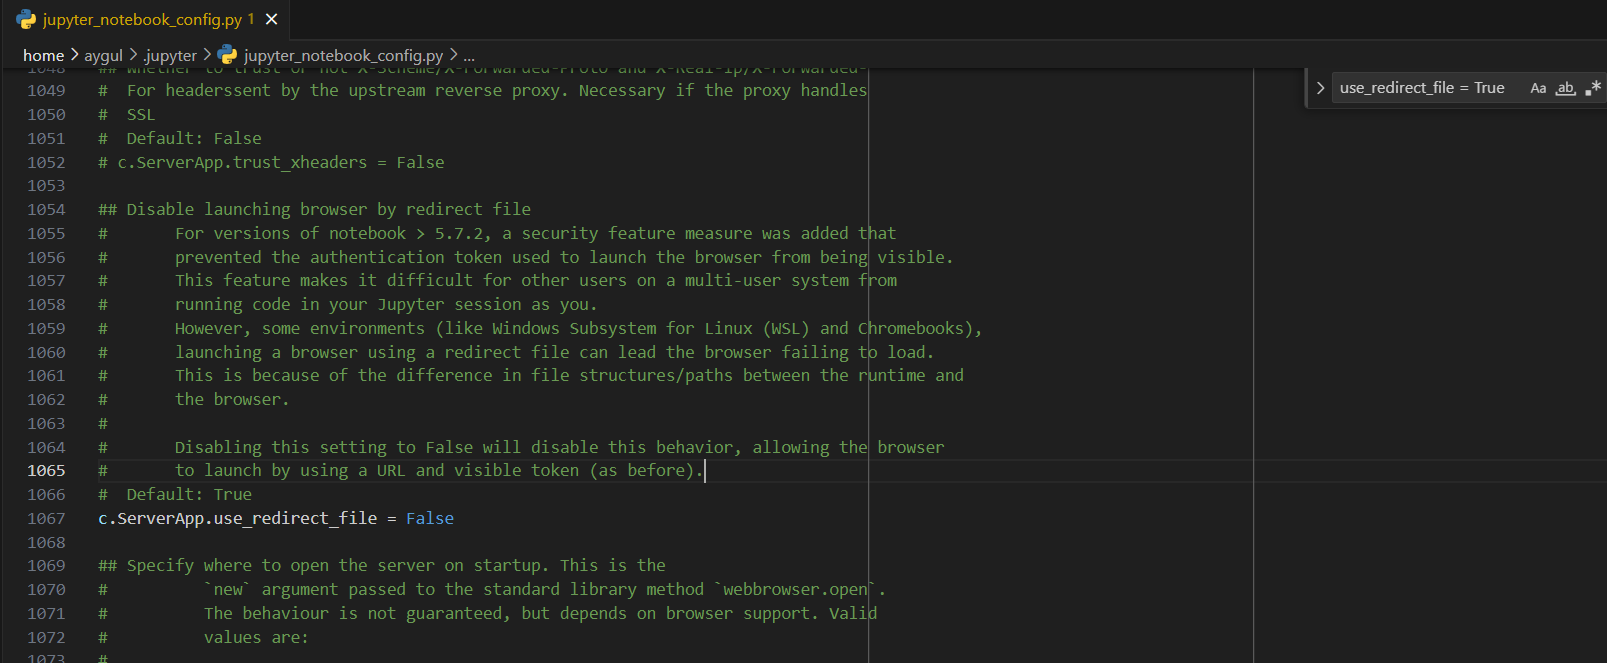 jupyter_notebook_config.py 1
home > aygul > .jupyter > jupyter_notebook_config.py > ...
use_redirect_file = True Aa ab .*
1048 ## Whether to trust or not X-Scheme/X-Forwarded-Proto and X-Real-Ip/X-Forwarded-
1049 #  For headerssent by the upstream reverse proxy. Necessary if the proxy handles
1050 #  SSL
1051 #  Default: False
1052 # c.ServerApp.trust_xheaders = False
1053
1054 ## Disable launching browser by redirect file
1055 #       For versions of notebook > 5.7.2, a security feature measure was added that
1056 #       prevented the authentication token used to launch the browser from being visible.
1057 #       This feature makes it difficult for other users on a multi-user system from
1058 #       running code in your Jupyter session as you.
1059 #       However, some environments (like Windows Subsystem for Linux (WSL) and Chromebooks),
1060 #       launching a browser using a redirect file can lead the browser failing to load.
1061 #       This is because of the difference in file structures/paths between the runtime and
1062 #       the browser.
1063 #
1064 #       Disabling this setting to False will disable this behavior, allowing the browser
1065 #       to launch by using a URL and visible token (as before).
1066 #  Default: True
1067 c.ServerApp.use_redirect_file = False
1068
1069 ## Specify where to open the server on startup. This is the
1070 #          `new` argument passed to the standard library method `webbrowser.open`.
1071 #          The behaviour is not guaranteed, but depends on browser support. Valid
1072 #          values are:
1073 #